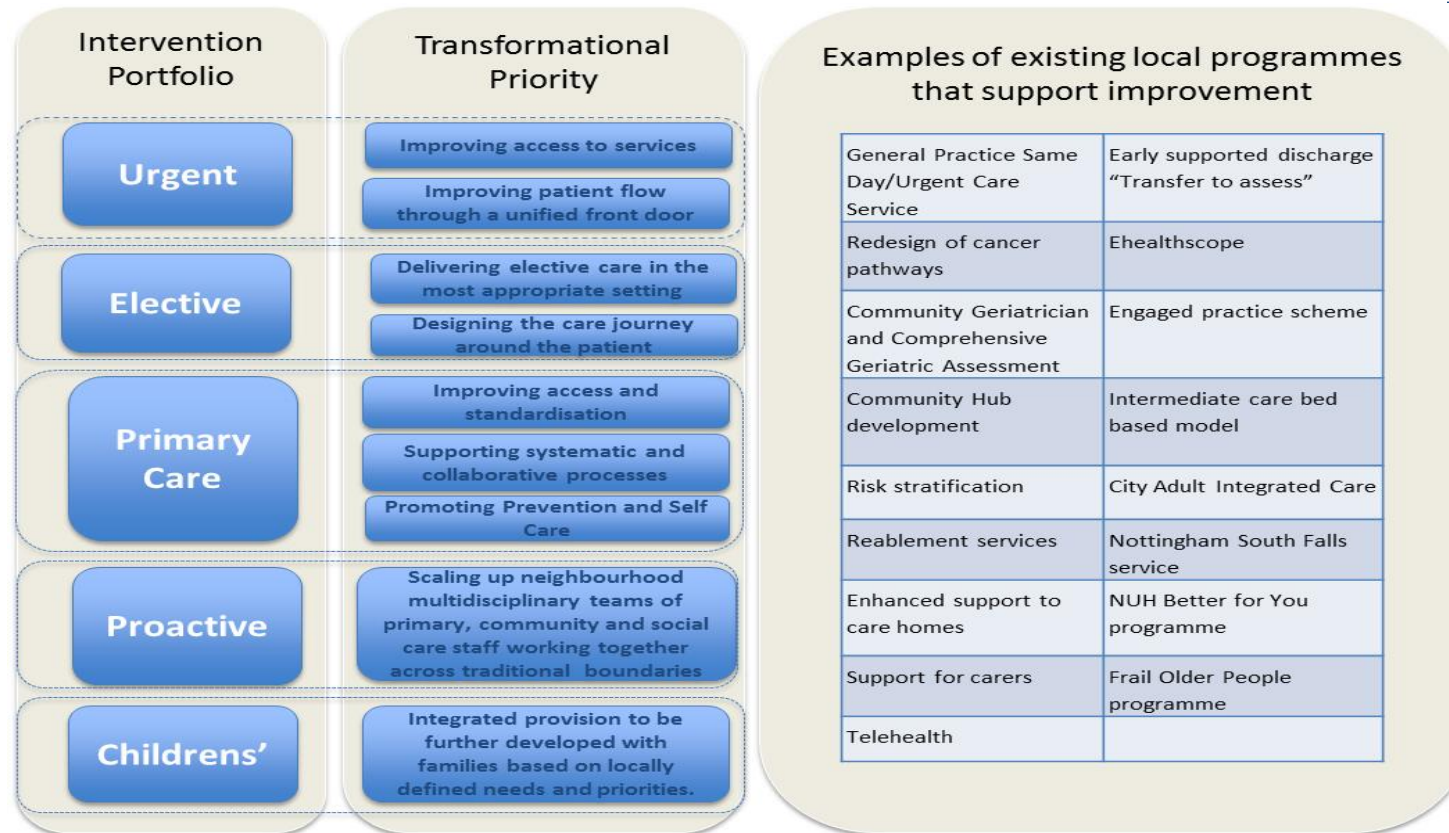 Intervention
Portfolio
Transformational
Priority
Examples of existing local programmes
that support improvement
Urgent
Improving access to services
Improving patient flow
through a unified front door
Elective
Delivering elective care in the
most appropriate setting
Designing the care journey
around the patient
Primary
Care
Improving access and
standardisation
Supporting systematic and
collaborative processes
Promoting Prevention and Self
Care
Proactive
Scaling up neighbourhood
multidisciplinary teams of
primary, community and social
care staff working together
across traditional boundaries
Childrens’
Integrated provision to be
further developed with
families based on locally
defined needs and priorities.
General Practice Same
Day/Urgent Care
Service
Early supported discharge
“Transfer to assess”
Redesign of cancer
pathways
Ehealthscope
Community Geriatrician
and Comprehensive
Geriatric Assessment
Engaged practice scheme
Community Hub
development
Intermediate care bed
based model
Risk stratification
City Adult Integrated Care
Reablement services
Nottingham South Falls
service
Enhanced support to
care homes
NUH Better for You
programme
Support for carers
Frail Older People
programme
Telehealth